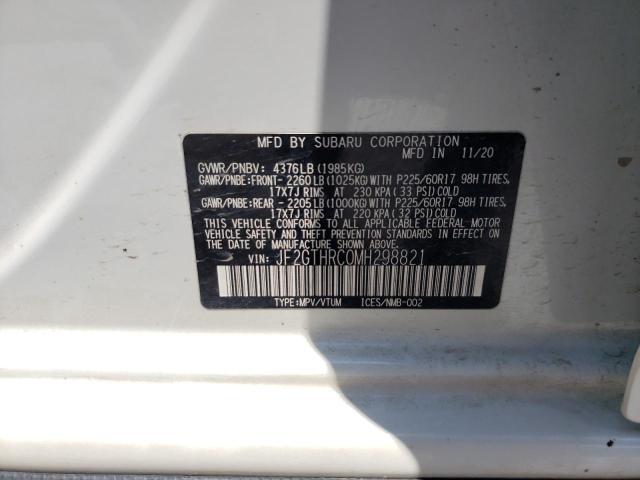 MFD BY SUBARU CORPORATION
MFD IN 11/20
GVWR/PNBV: 4376LB(1985KG)
GAWR/PNBE:FRONT- 2260LB(1025KG)WITH P225/60R17 98H TIRES,
17X7J RIMS AT 230 KPA (33 PSI)COLD
GAWR/PNBE:REAR - 2205LB(1000KG)WITH P225/60R17 98H TIRES,
17X7J RIMS AT 220 KPA (32 PSI)COLD
THIS VEHICLE CONFORMS TO ALL APPLICABLE FEDERAL MOTOR
VEHICLE SAFETY AND THEFT PREVENTION STANDARDS IN EFFECT
ON THE DATE OF MANUFACTURE SHOWN ABOVE.
VIN: JF2GTHRC0MH298821
TYPE:MPV/VTUM ICES/NMB-002